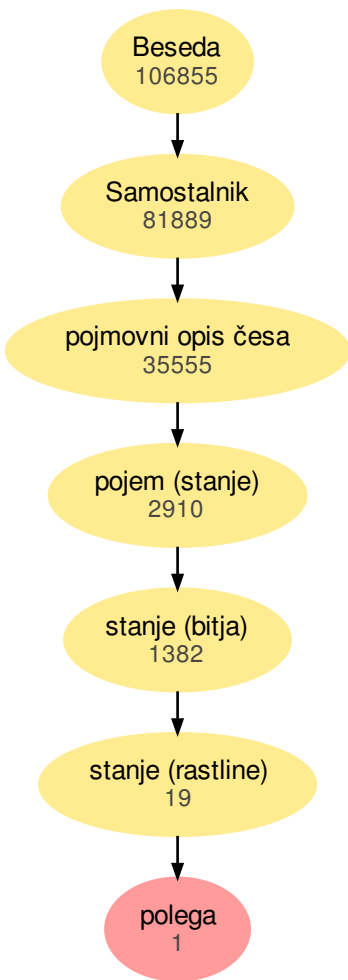 Beseda
106855
Samostalnik
81889
pojmovni opis česa
35555
pojem (stanje)
2910
stanje (bitja)
1382
stanje (rastline)
19
polega
1